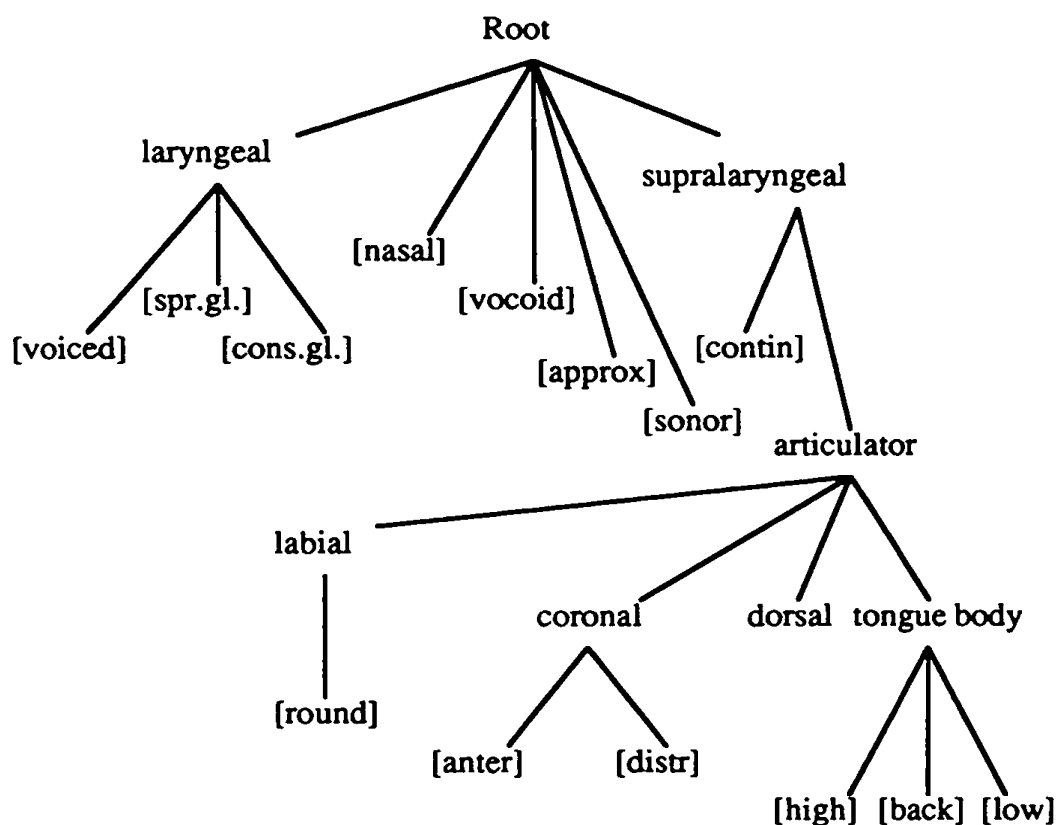 Root
laryngeal
supralaryngeal
[nasal]
[spr.gl.]
[vocoid]
[voiced]
[cons.gl.]
[contin]
[approx]
[sonor]
articulator
labial
coronal
dorsal
tongue body
[round]
[anter]
[distr]
[high]
[back]
[low]